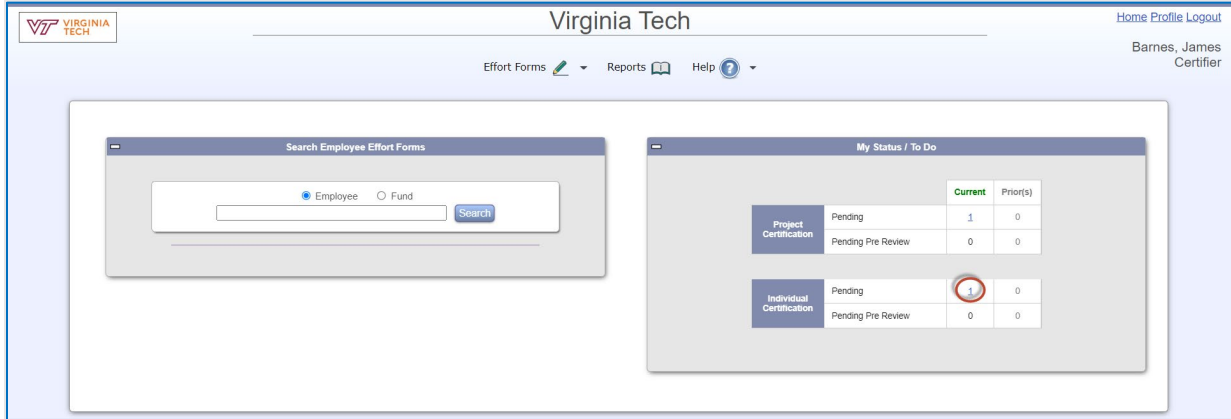 VT VIRGINIA TECH
Virginia Tech
Home Profile Logout
Barnes, James
Certifier
Effort Forms Reports Help ?
Search Employee Effort Forms
Employee Fund
Search
My Status / To Do
Current Prior(s)
Project Certification
Pending 1 0
Pending Pre Review 0 0
Individual Certification
Pending 1 0
Pending Pre Review 0 0